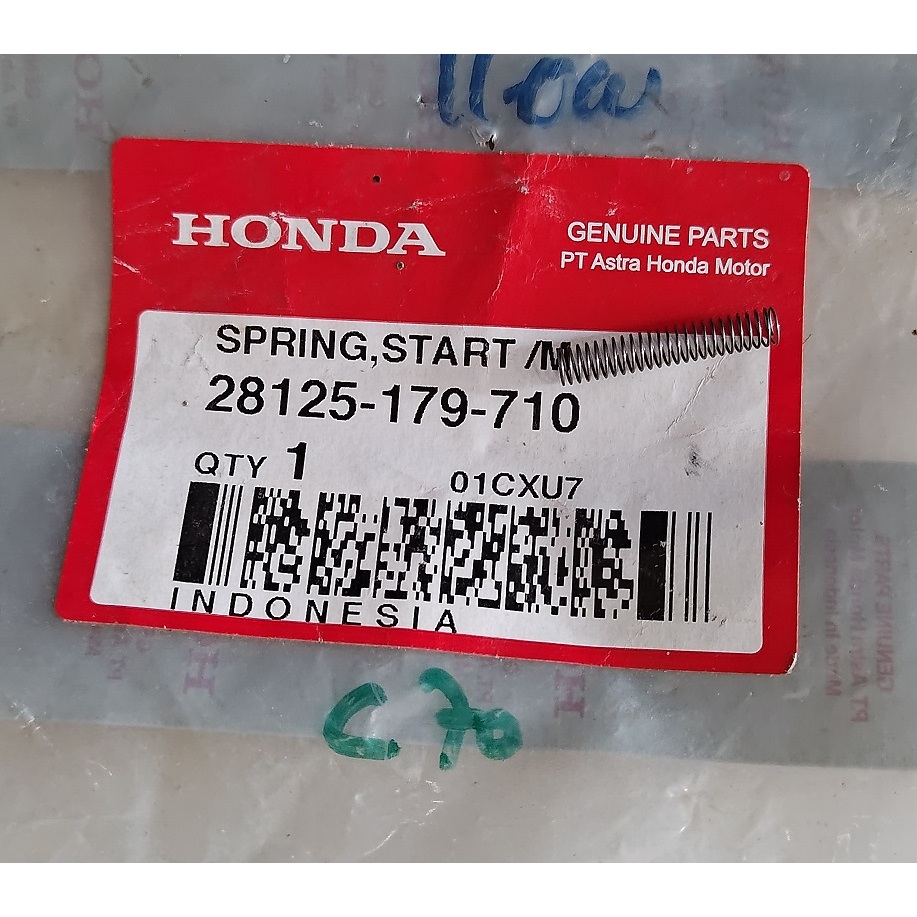 HONDA
GENUINE PARTS
PT Astra Honda Motor
SPRING,START /M
28125-179-710
QTY 1
01CXU7
INDONESIA
C70